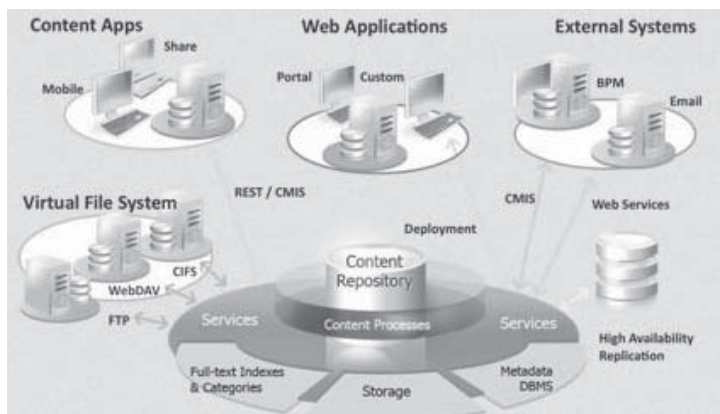 Content Apps
Share
Mobile
Web Applications
Portal
Custom
External Systems
BPM
Email
REST / CMIS
CMIS
Web Services
Deployment
Virtual File System
CIFS
WebDAV
FTP
Content
Repository
Services
Content Processes
Services
High Availability
Replication
Full-text Indexes
& Categories
Storage
Metadata
DBMS